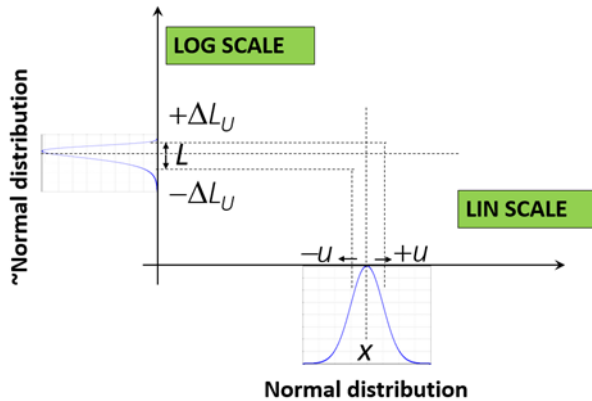 LOG SCALE
~Normal distribution
+ΔL_U
L
−ΔL_U
LIN SCALE
−u +u
x
Normal distribution